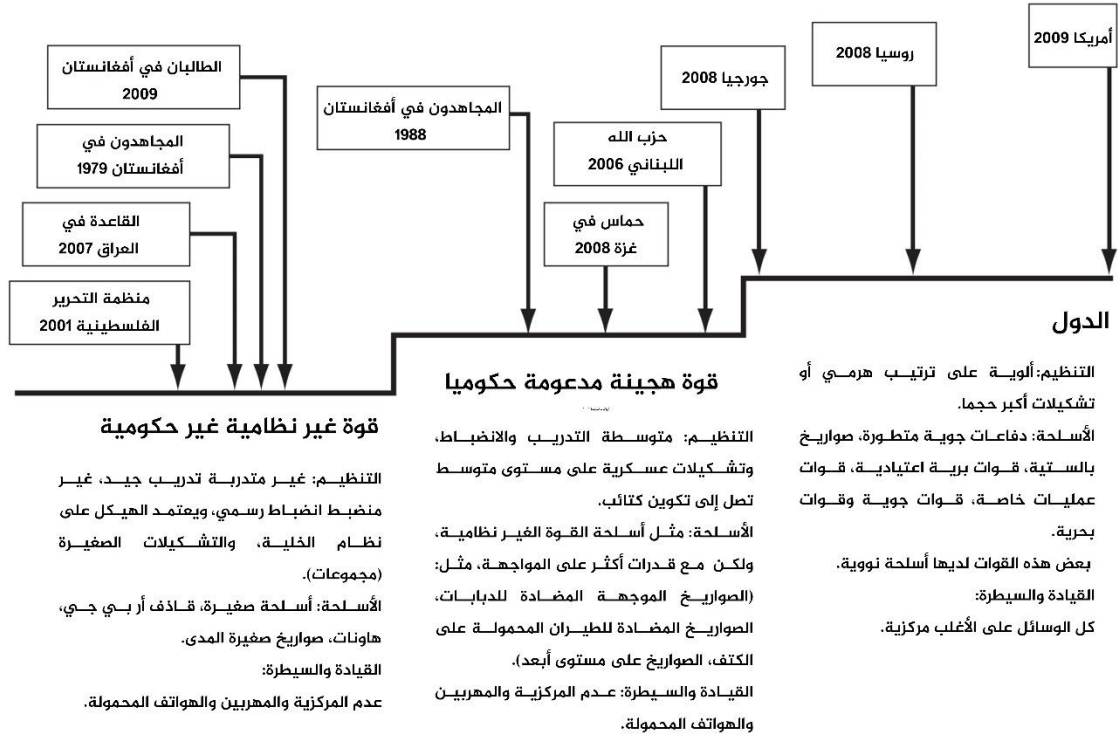 أمريكا 2009
روسيا 2008
جورجيا 2008
حزب الله
اللبناني 2006
حماس في
غزة 2008
المجاهدون في أفغانستان
1988
الطالبان في أفغانستان
2009
المجاهدون في
أفغانستان 1979
القاعدة في
العراق 2007
منظمة التحرير
الفلسطينية 2001
الدول
التنظيم: ألوية على ترتيب هرمي أو
تشكيلات أكبر حجما.
الأسلحة: دفاعات جوية متطورة، صواريخ
بالستية، قوات برية اعتيادية، قوات
عمليات خاصة، قوات جوية وقوات
بحرية.
بعض هذه القوات لديها أسلحة نووية.
القيادة والسيطرة:
كل الوسائل على الأغلب مركزية.
قوة هجينة مدعومة حكوميا
التنظيم: متوسطة التدريب والانضباط،
وتشكيلات عسكرية على مستوى متوسط
تصل إلى تكوين كتائب.
الأسلحة: مثل أسلحة القوة الغير نظامية،
ولكن مع قدرات أكثر على المواجهة، مثل:
(الصواريخ الموجهة المضادة للدبابات،
الصواريخ المضادة للطيران المحمولة على
الكتف، الصواريخ على مستوى أبعد).
القيادة والسيطرة: عدم المركزية والمهربين
والهواتف المحمولة.
قوة غير نظامية غير حكومية
التنظيم: غير متدربة تدريب جيد، غير
منضبط انضباط رسمي، ويعتمد الهيكل على
نظام الخلية، والتشكيلات الصغيرة
(مجموعات).
الأسلحة: أسلحة صغيرة، قاذف أر بي جي،
هاونات، صواريخ صغيرة المدى.
القيادة والسيطرة:
عدم المركزية والمهربين والهواتف المحمولة.